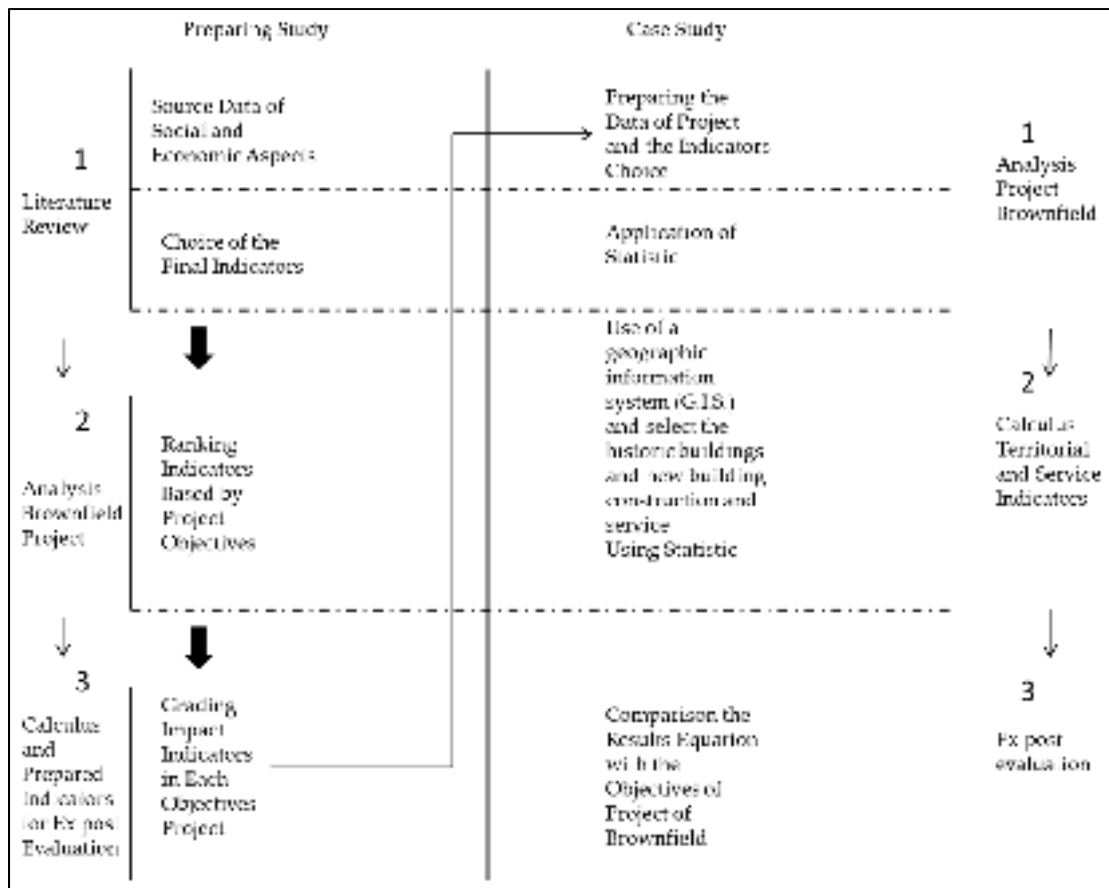 Preparing Study
Case Study
1
Literature
Review
Source Data of
Social and
Economic Aspects
Choice of the
Final Indicators
Preparing the
Data of Project
and the Indicators
Choice
Application of
Statistic
1
Analysis
Project
Brownfield
2
Analysis
Brownfield
Project
Ranking
Indicators
Based by
Project
Objectives
Use of a
geographic
information
system (G.I.S.)
and select the
historic buildings
and new building
construction and
service
Using Statistic
2
Calculus
Territorial
and Service
Indicators
3
Calculus
and
Prepared
Indicators
for Ex post
Evaluation
Grading
Impact
Indicators
in Each
Objectives
Project
Comparison the
Results Equation
with the
Objectives of
Project of
Brownfield
3
Ex post
evaluation